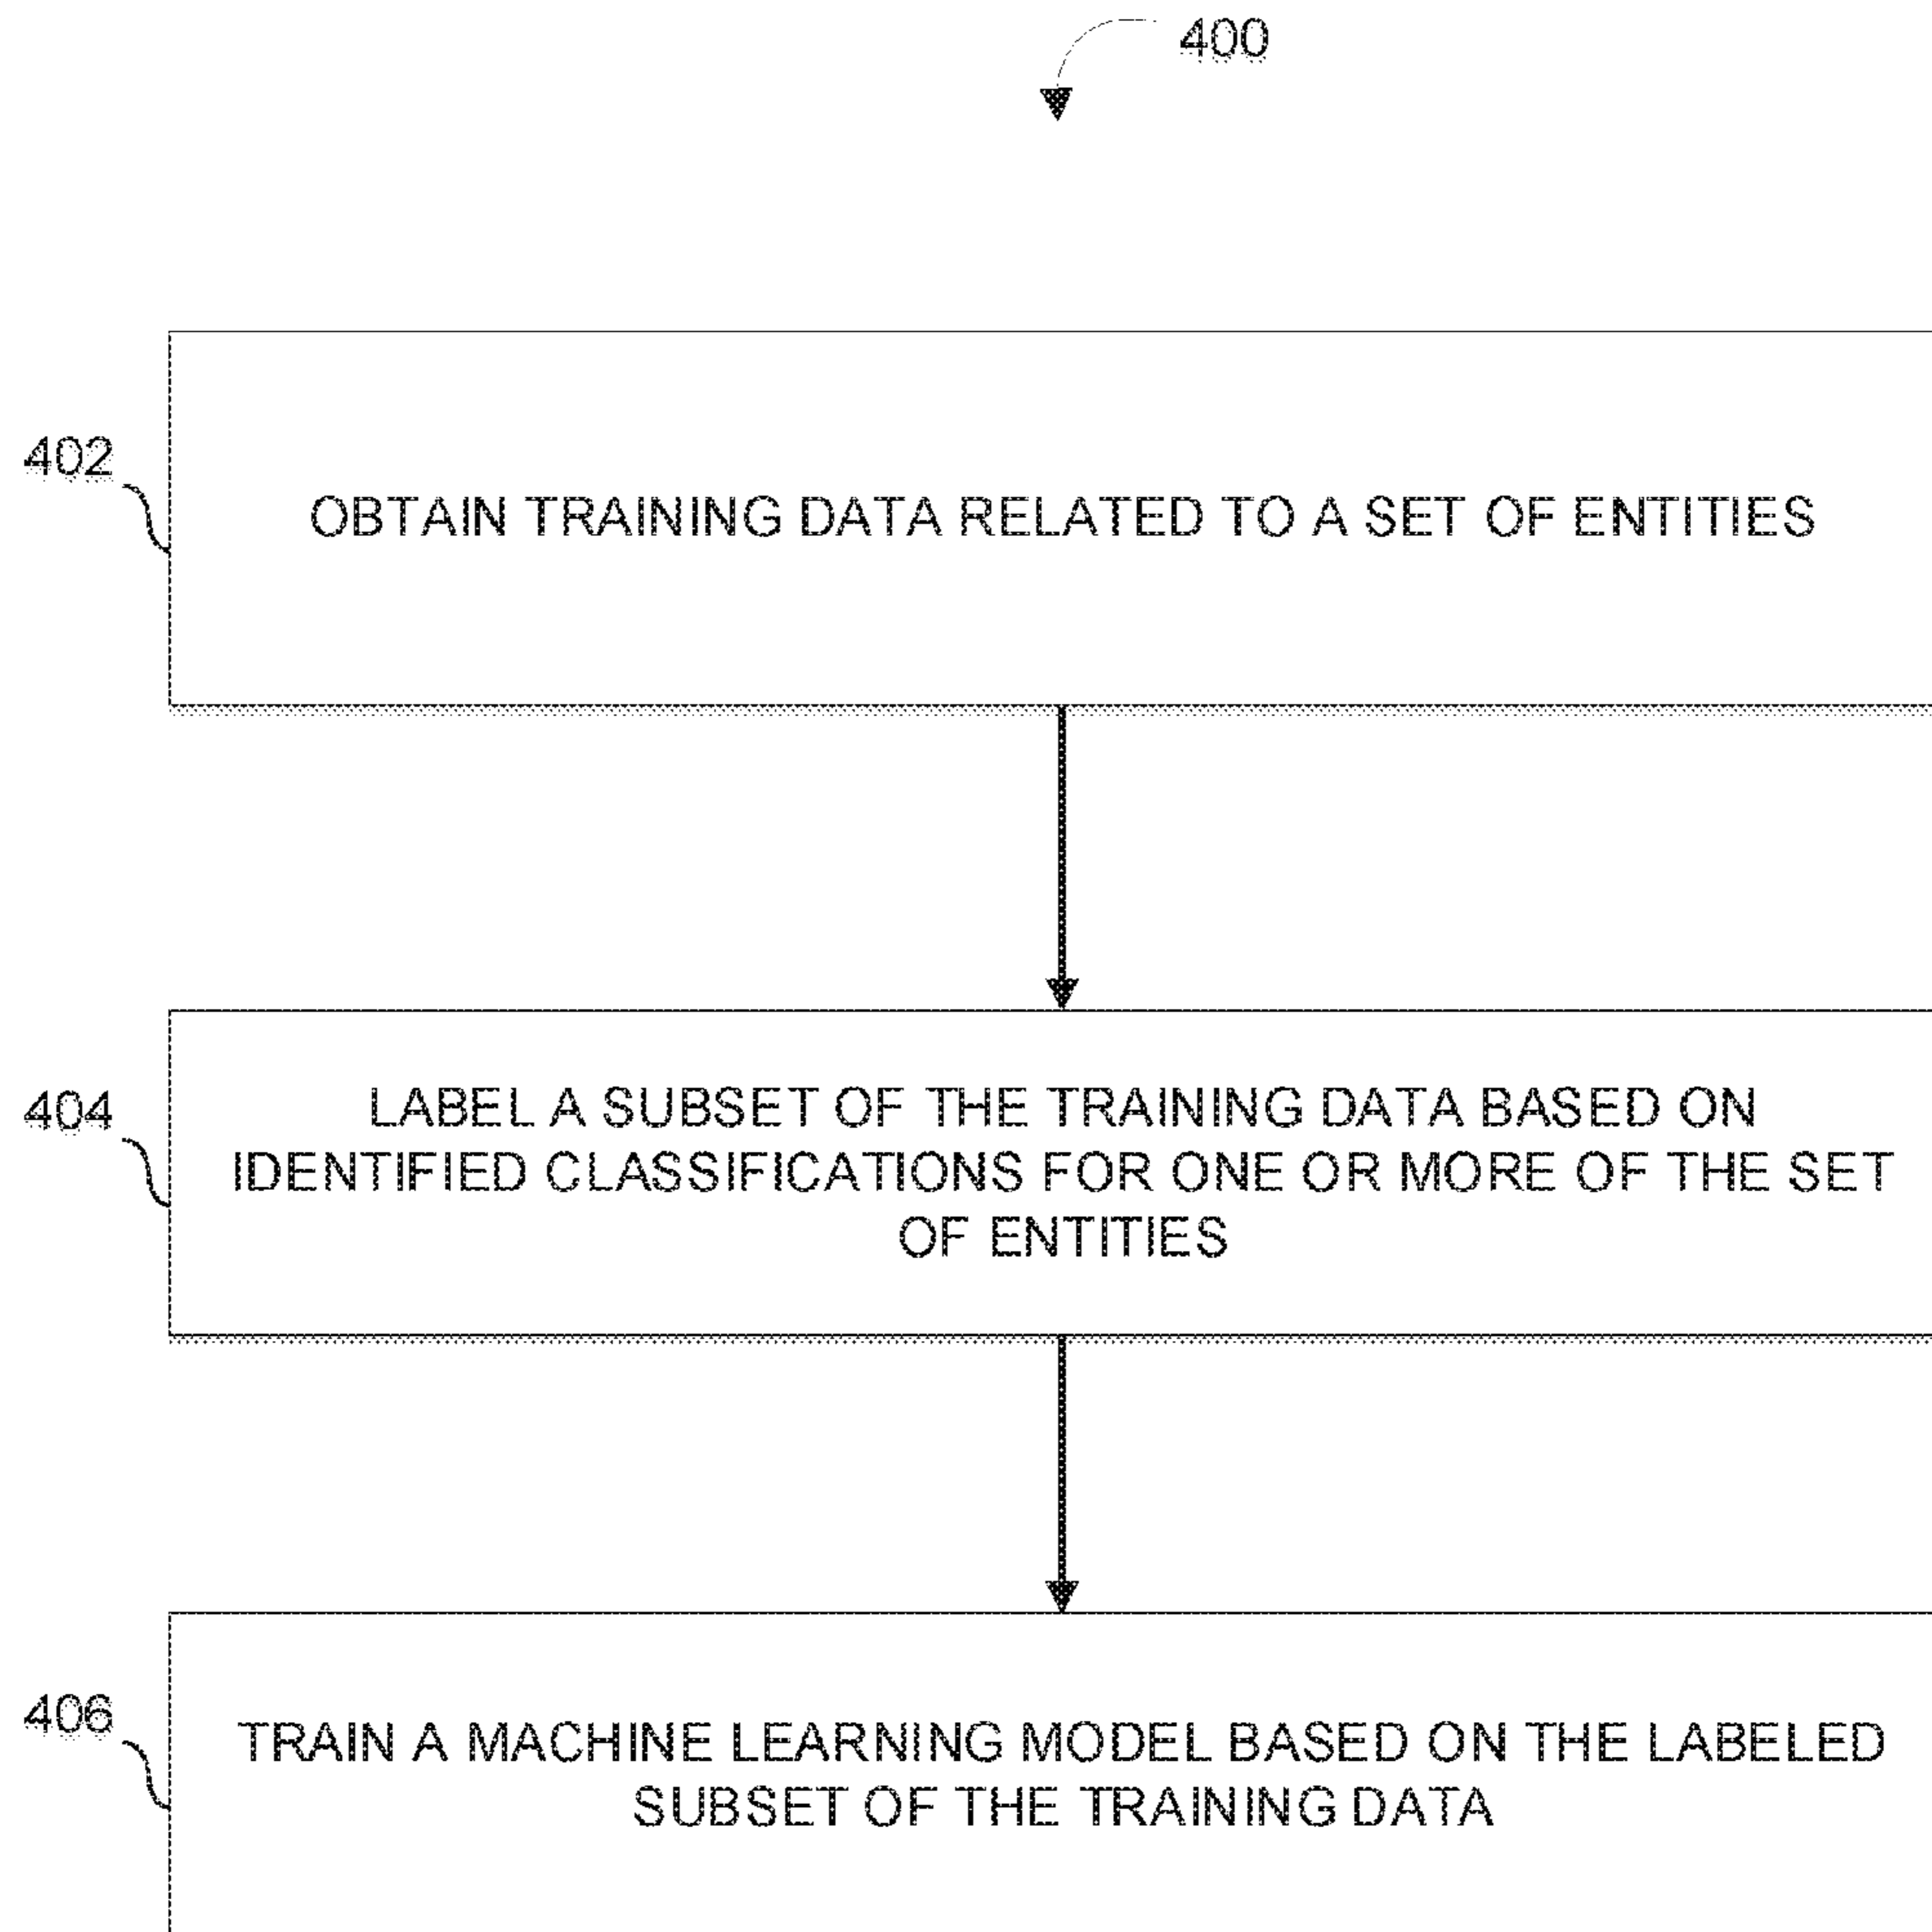 400
402
OBTAIN TRAINING DATA RELATED TO A SET OF ENTITIES
404
LABEL A SUBSET OF THE TRAINING DATA BASED ON
IDENTIFIED CLASSIFICATIONS FOR ONE OR MORE OF THE SET
OF ENTITIES
406
TRAIN A MACHINE LEARNING MODEL BASED ON THE LABELED
SUBSET OF THE TRAINING DATA